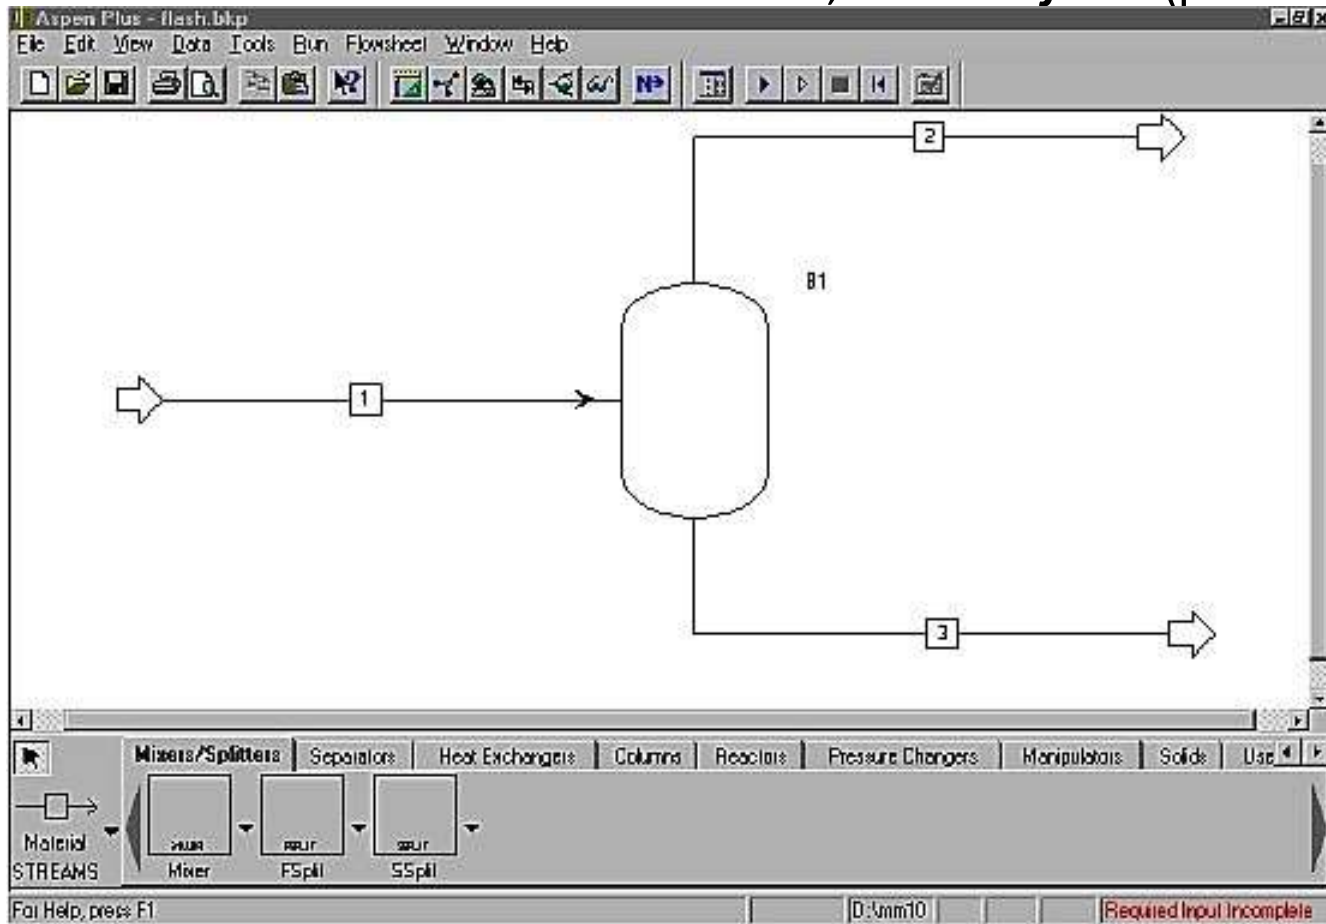 Aspen Plus - flash.bkp
File Edit View Data Tools Run Flowsheet Window Help
N>
2
B1
1
3
Mixers/Splitters Separators Heat Exchangers Columns Reactors Pressure Changers Manipulators Solids Use
Material
STREAMS
Mixer FSplit SSplit
For Help, press F1 D:\mm10 Required Input Incomplete